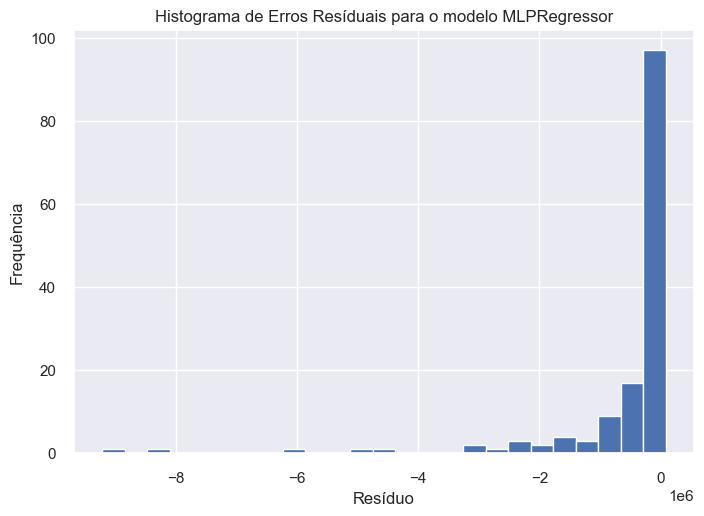 Histograma de Erros Resíduais para o modelo MLPRegressor
100
80
60
40
20
0
Frequência
−8
−6
−4
−2
0
1e6
Resíduo